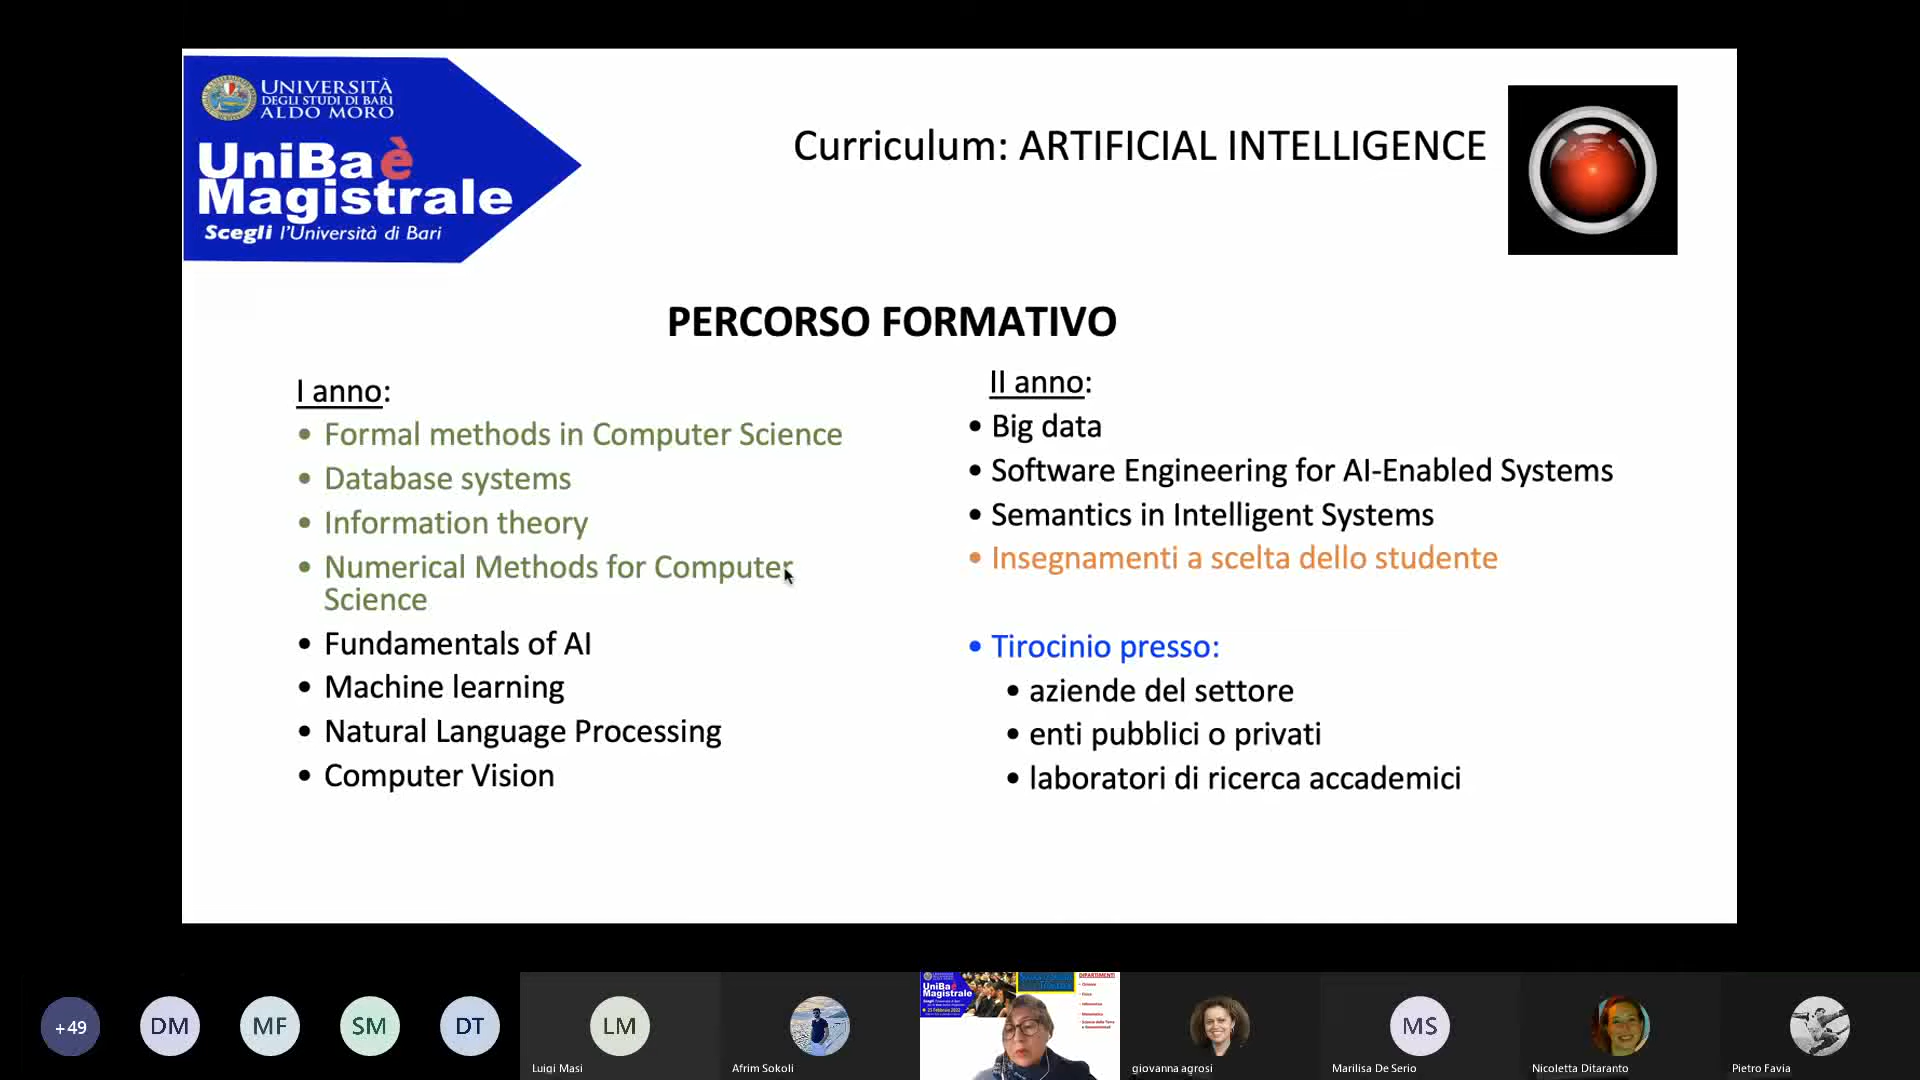 UNIVERSITÀ
DEGLI STUDI DI BARI
ALDO MORO
UniBa è
Magistrale
Scegli l'Università di Bari
Curriculum: ARTIFICIAL INTELLIGENCE
PERCORSO FORMATIVO
I anno:
• Formal methods in Computer Science
• Database systems
• Information theory
• Numerical Methods for Computer
Science
• Fundamentals of AI
• Machine learning
• Natural Language Processing
• Computer Vision
II anno:
• Big data
• Software Engineering for AI-Enabled Systems
• Semantics in Intelligent Systems
• Insegnamenti a scelta dello studente
• Tirocinio presso:
• aziende del settore
• enti pubblici o privati
• laboratori di ricerca accademici
+49
DM
MF
SM
DT
LM
Luigi Masi
Afrim Sokoli
UniBa è
Magistrale
DIPARTIMENTI
giovanna agrosi
MS
Marilisa De Serio
Nicoletta Ditaranto
Pietro Favia